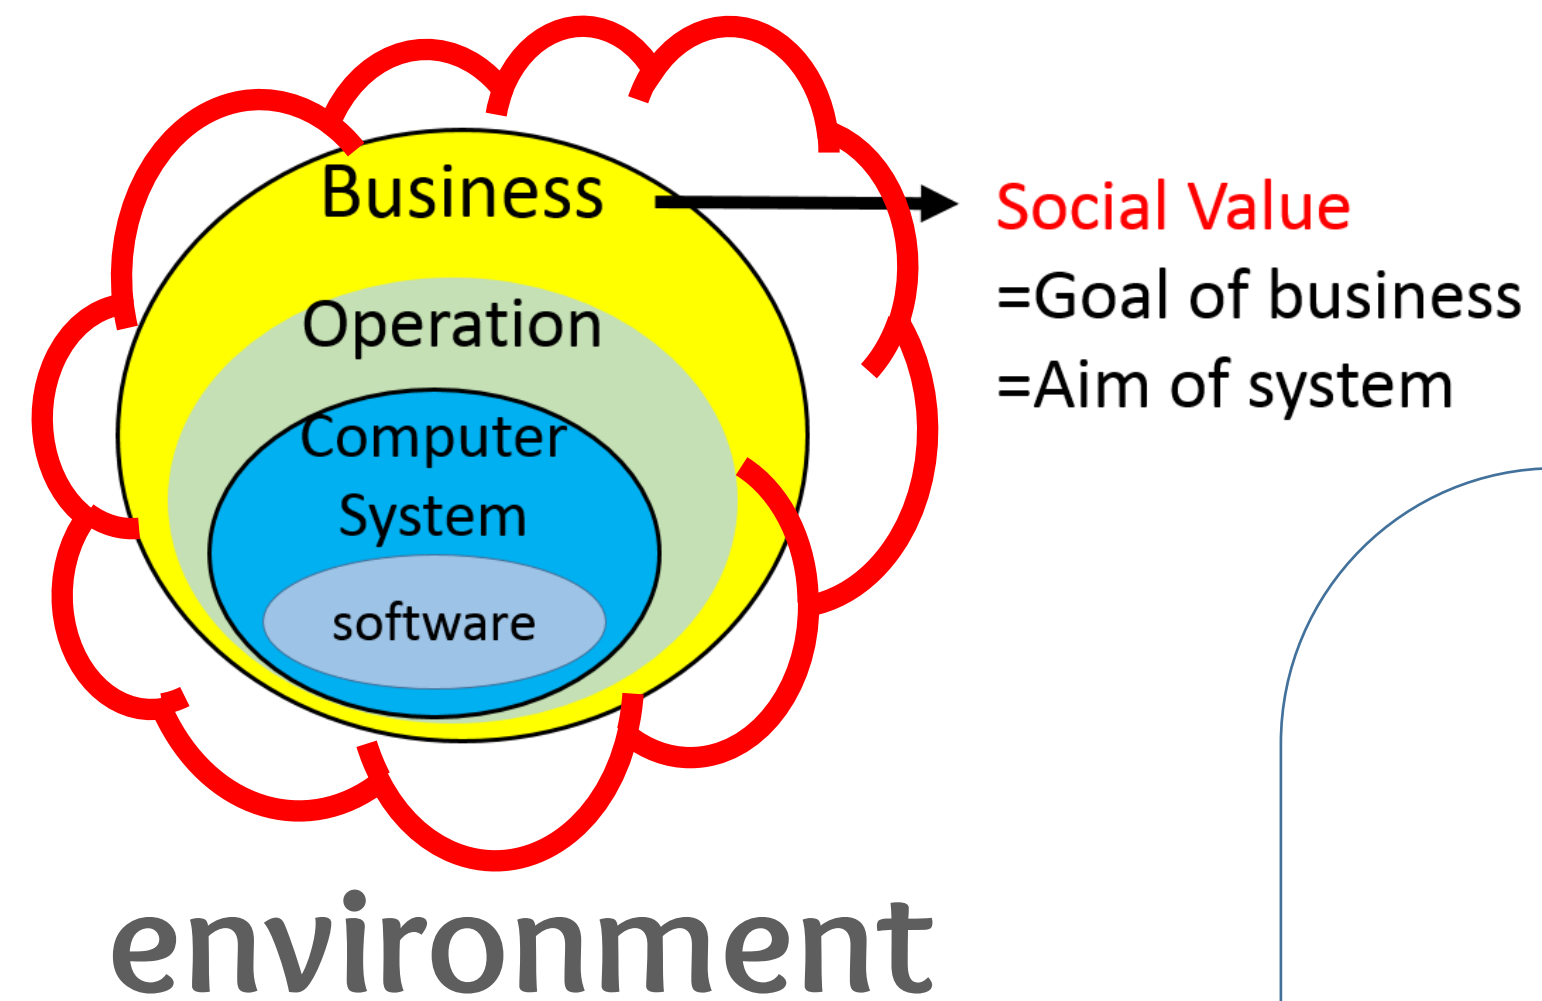 Business
Operation
Computer
System
software
Social Value
=Goal of business
=Aim of system
environment